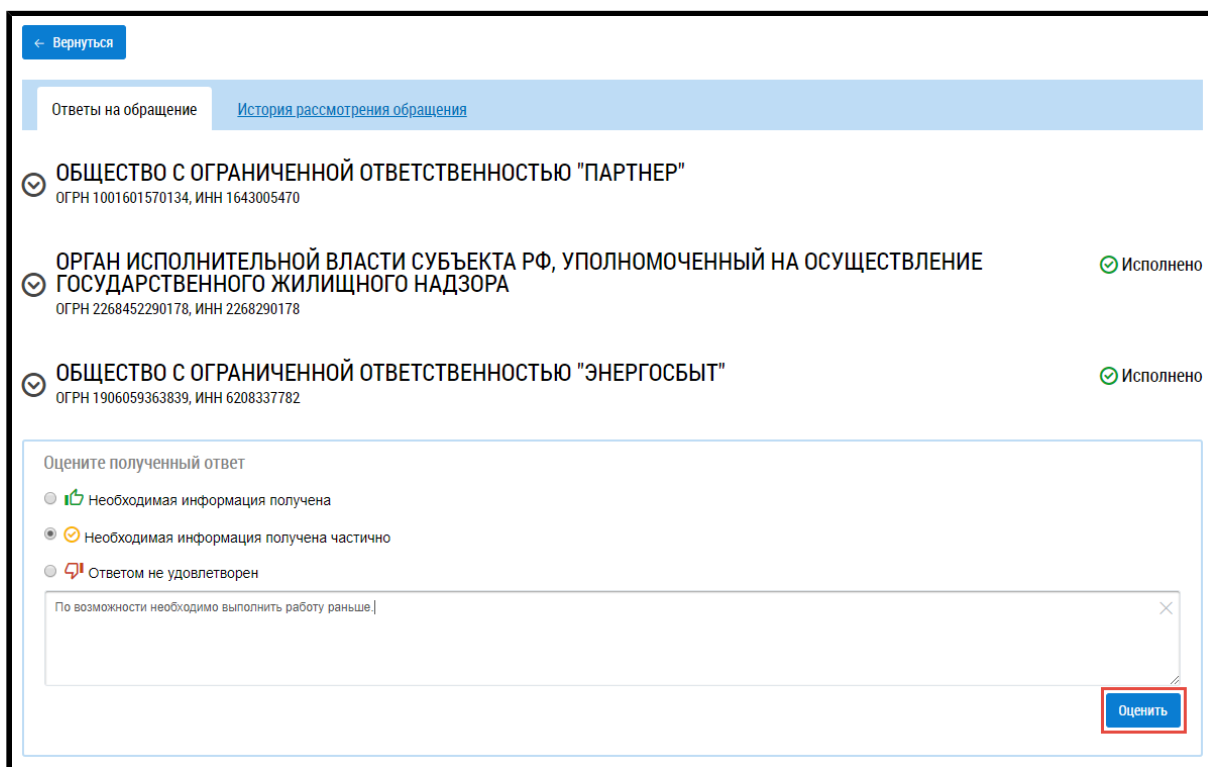 ← Вернуться
Ответы на обращение
История рассмотрения обращения
ОБЩЕСТВО С ОГРАНИЧЕННОЙ ОТВЕТСТВЕННОСТЬЮ "ПАРТНЕР"
ОГРН 1001601570134, ИНН 1643005470
ОРГАН ИСПОЛНИТЕЛЬНОЙ ВЛАСТИ СУБЪЕКТА РФ, УПОЛНОМОЧЕННЫЙ НА ОСУЩЕСТВЛЕНИЕ
ГОСУДАРСТВЕННОГО ЖИЛИЩНОГО НАДЗОРА
Исполнено
ОГРН 2268452290178, ИНН 2268290178
ОБЩЕСТВО С ОГРАНИЧЕННОЙ ОТВЕТСТВЕННОСТЬЮ "ЭНЕРГОСБЫТ"
Исполнено
ОГРН 1906059363839, ИНН 6208337782
Оцените полученный ответ
Необходимая информация получена
Необходимая информация получена частично
Ответом не удовлетворен
По возможности необходимо выполнить работу раньше.
Оценить